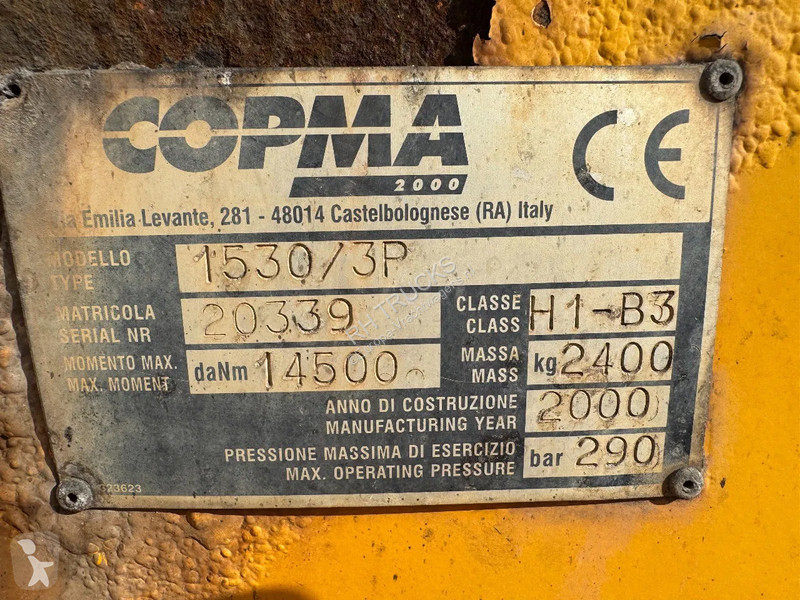 COPMA
2000
CE
Emilia Levante, 281 - 48014 Castelbolognese (RA) Italy
MODELLO
TYPE
1530/3P
MATRICOLA
SERIAL NR
20339
CLASSE
CLASS
H1-B3
MOMENTO MAX.
MAX. MOMENT
daNm 14500
MASSA
MASS
kg 2400
ANNO DI COSTRUZIONE
MANUFACTURING YEAR
2000
PRESSIONE MASSIMA DI ESERCIZIO
MAX. OPERATING PRESSURE
bar 290